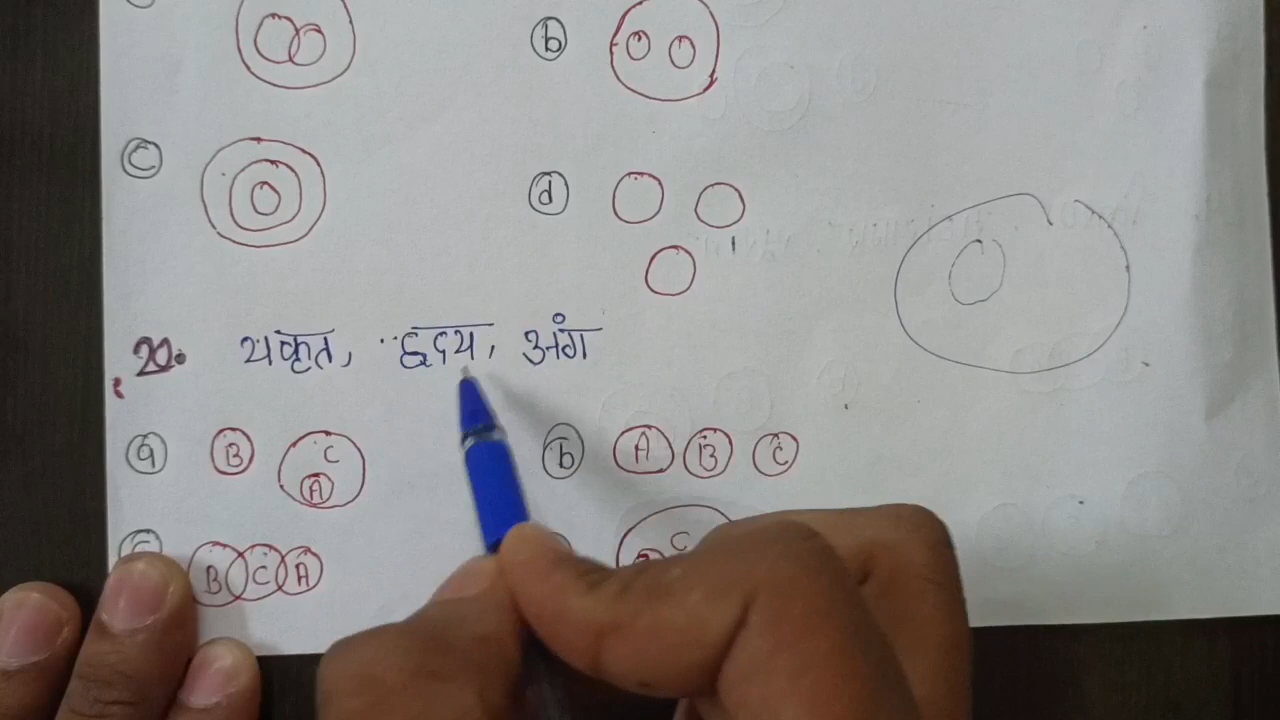 b
c
d
20. यकृत, हृदय, अंग
a B C A b A B C
c B C A C